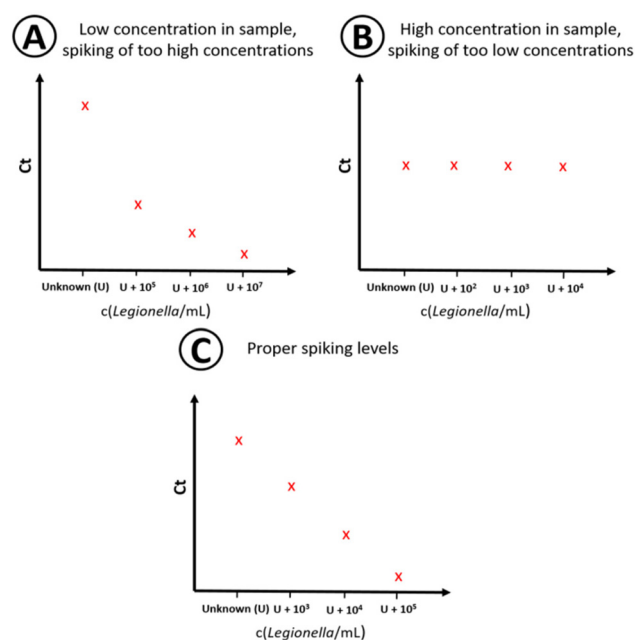 A
Low concentration in sample,
spiking of too high concentrations
Ct
x
x
x
x
Unknown (U) U + 10⁵ U + 10⁶ U + 10⁷
c(Legionella/mL)
B
High concentration in sample,
spiking of too low concentrations
Ct
x x x x
Unknown (U) U + 10² U + 10³ U + 10⁴
c(Legionella/mL)
C
Proper spiking levels
Ct
x
x
x
x
Unknown (U) U + 10³ U + 10⁴ U + 10⁵
c(Legionella/mL)